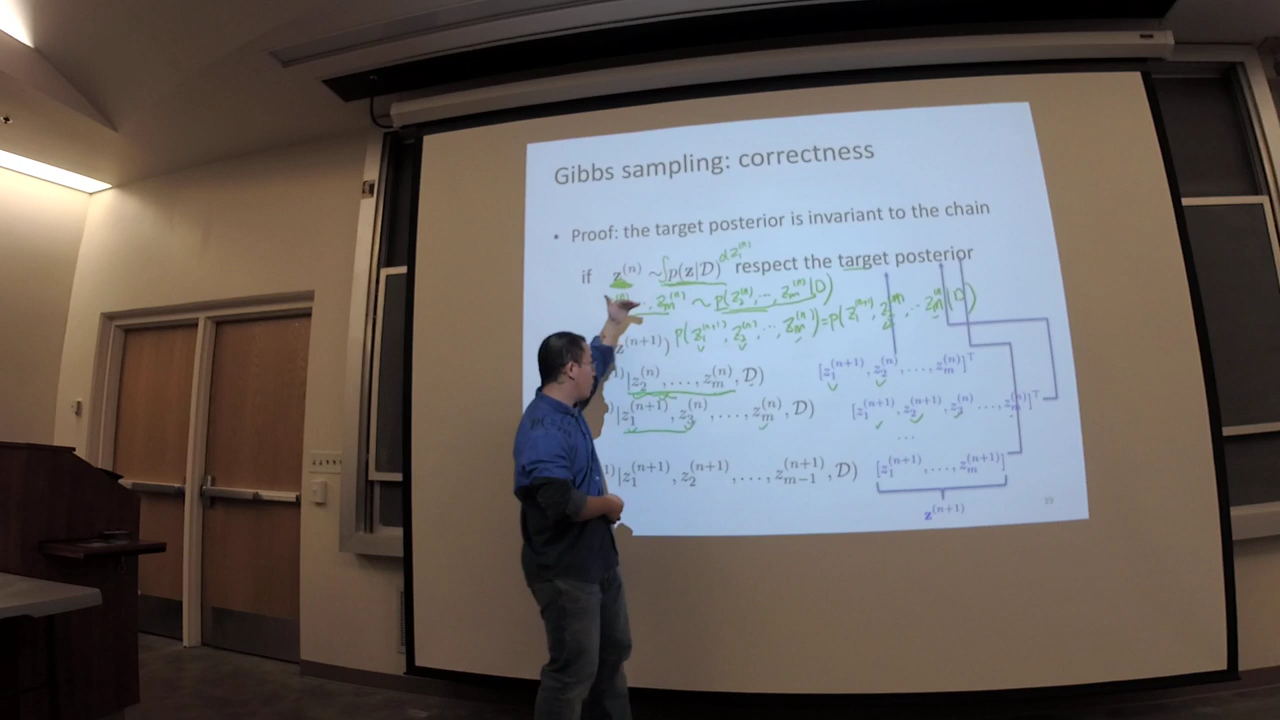 Gibbs sampling: correctness
• Proof: the target posterior is invariant to the chain
if z^{(n)} ~ ∫p(z|𝒟) dz_1^{(n)} respect the target posterior
z_m^{(n)} ~ p(z_2^{(n)}, ..., z_m^{(n)}|D)
z^{(n+1)}) p(z_1^{(n+1)}, z_2^{(n)}, ..., z_m^{(n)}) = p(z_1^{(n+1)}, z_2^{(n)}, ... z_m^{(n)}|D)
|z_2^{(n)}, ..., z_m^{(n)}, 𝒟) [z_1^{(n+1)}, z_2^{(n)}, ..., z_m^{(n)}]^⊤
|z_1^{(n+1)}, z_3^{(n)}, ..., z_m^{(n)}, 𝒟) [z_1^{(n+1)}, z_2^{(n+1)}, z_3^{(n)} ..., z_m^{(n)}]^⊤
...
|z_1^{(n+1)}, z_2^{(n+1)}, ..., z_{m-1}^{(n+1)}, 𝒟) [z_1^{(n+1)}, ..., z_m^{(n+1)}]
z^{(n+1)}